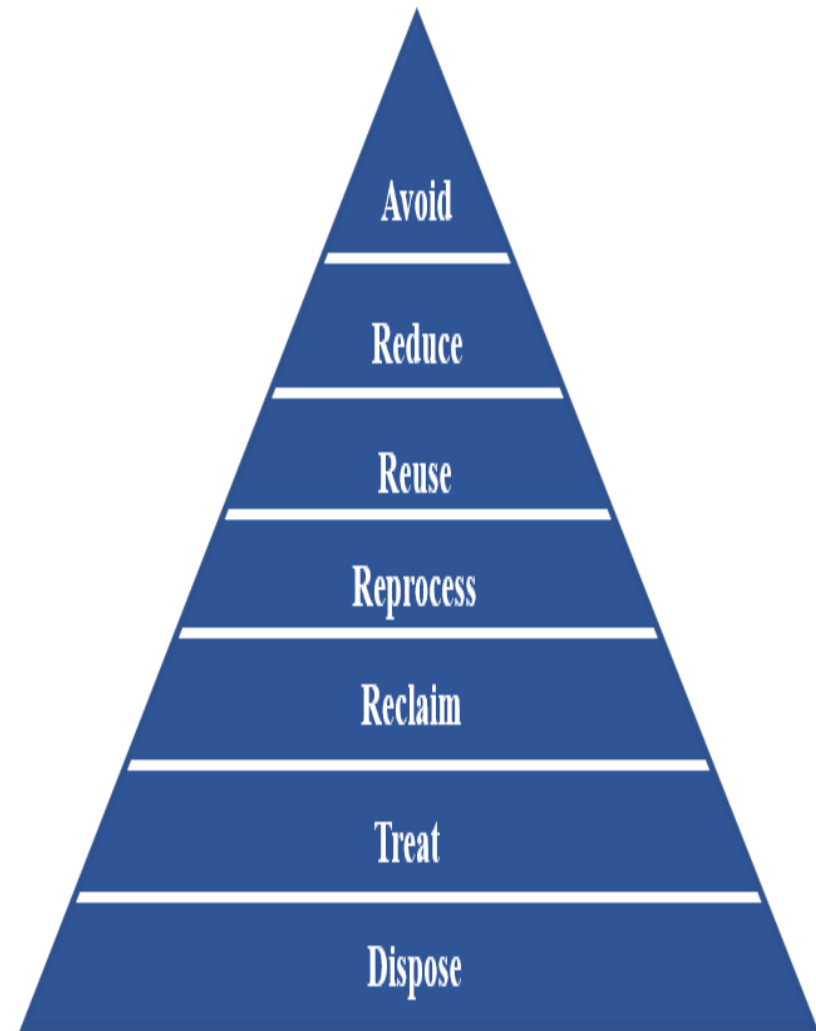 Avoid
Reduce
Reuse
Reprocess
Reclaim
Treat
Dispose